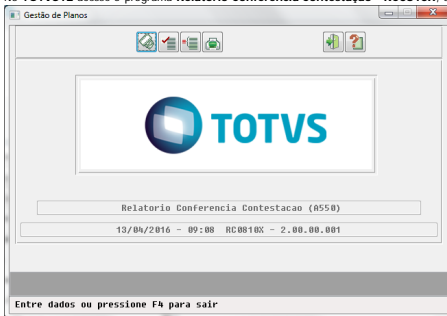 Gestão de Planos
TOTVS
Relatorio Conferencia Contestacao (A550)
13/04/2016 - 09:08 RC0810X - 2.00.00.001
Entre dados ou pressione F4 para sair